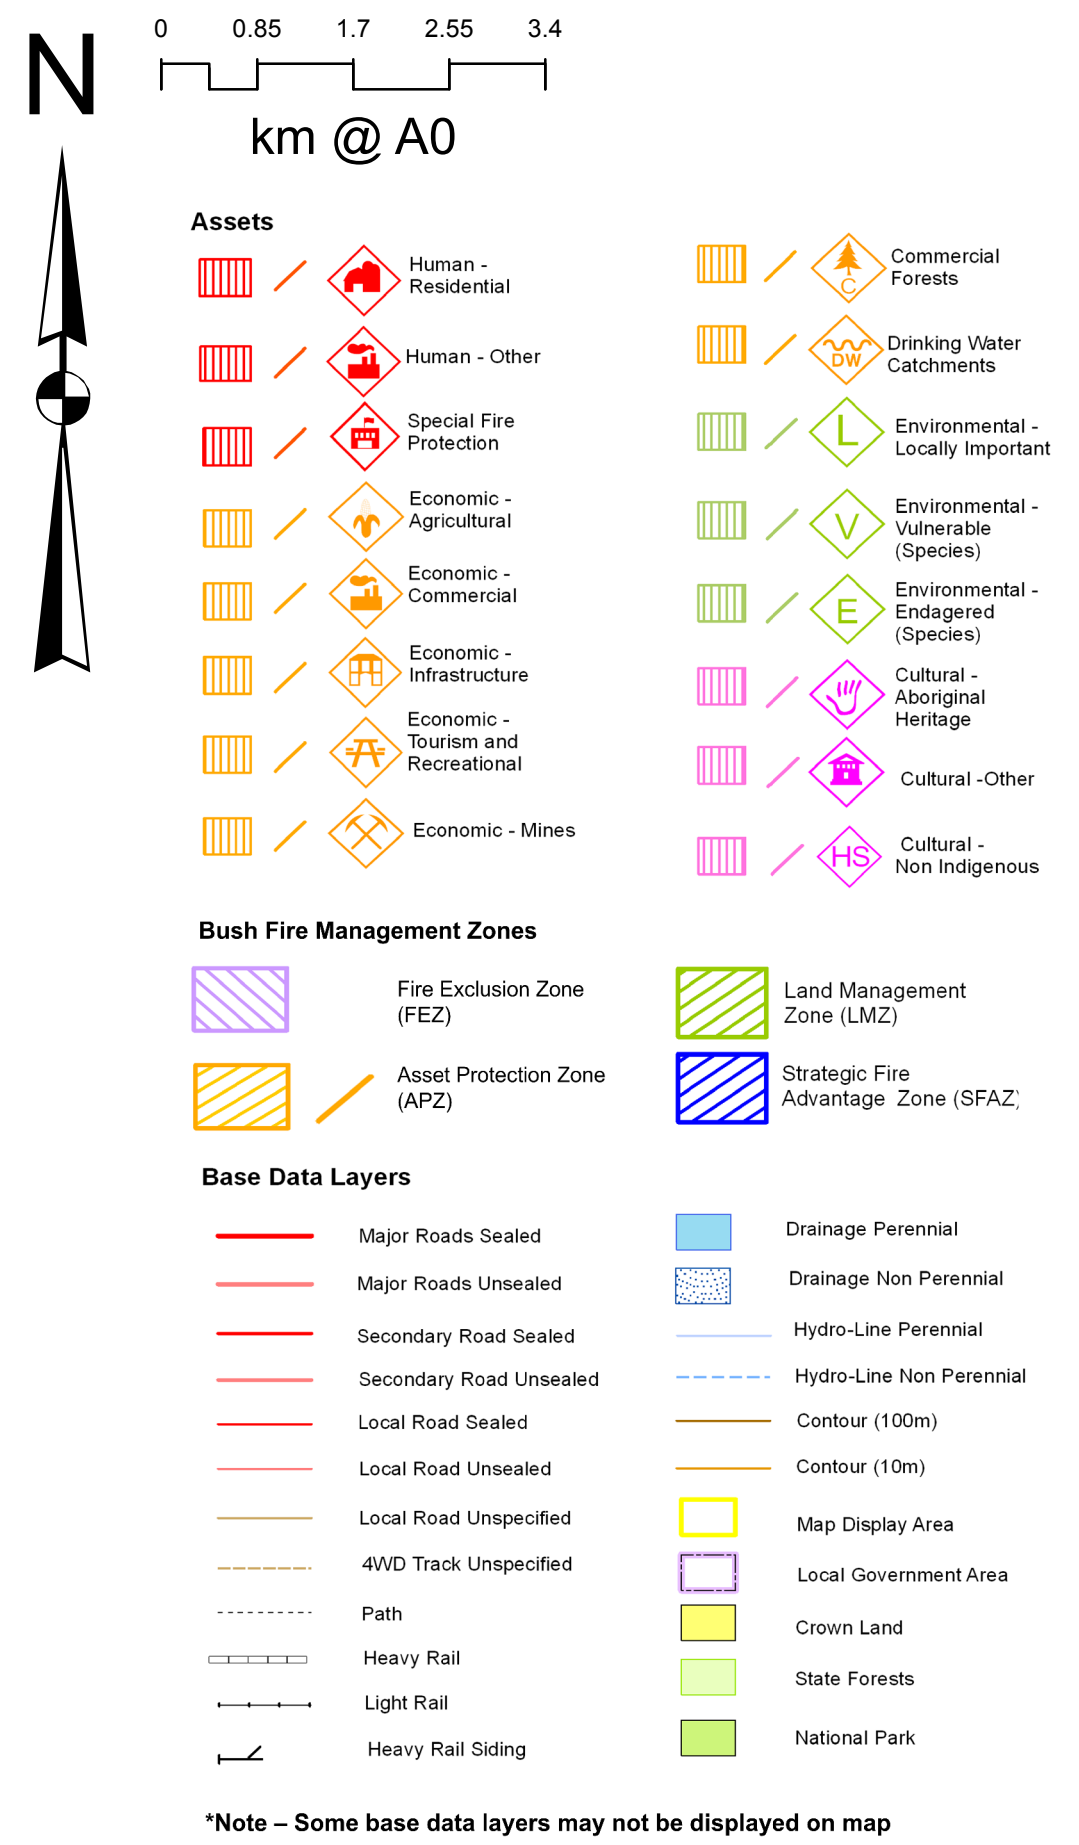 N
0 0.85 1.7 2.55 3.4
km @ A0
Assets
Human -
Residential
Human - Other
Special Fire
Protection
Economic -
Agricultural
Economic -
Commercial
Economic -
Infrastructure
Economic -
Tourism and
Recreational
Economic - Mines
C
Commercial
Forests
DW
Drinking Water
Catchments
L
Environmental -
Locally Important
V
Environmental -
Vulnerable
(Species)
E
Environmental -
Endagered
(Species)
Cultural -
Aboriginal
Heritage
Cultural -Other
HS
Cultural -
Non Indigenous
Bush Fire Management Zones
Fire Exclusion Zone
(FEZ)
Asset Protection Zone
(APZ)
Land Management
Zone (LMZ)
Strategic Fire
Advantage Zone (SFAZ)
Base Data Layers
Major Roads Sealed
Major Roads Unsealed
Secondary Road Sealed
Secondary Road Unsealed
Local Road Sealed
Local Road Unsealed
Local Road Unspecified
4WD Track Unspecified
Path
Heavy Rail
Light Rail
Heavy Rail Siding
Drainage Perennial
Drainage Non Perennial
Hydro-Line Perennial
Hydro-Line Non Perennial
Contour (100m)
Contour (10m)
Map Display Area
Local Government Area
Crown Land
State Forests
National Park
*Note – Some base data layers may not be displayed on map